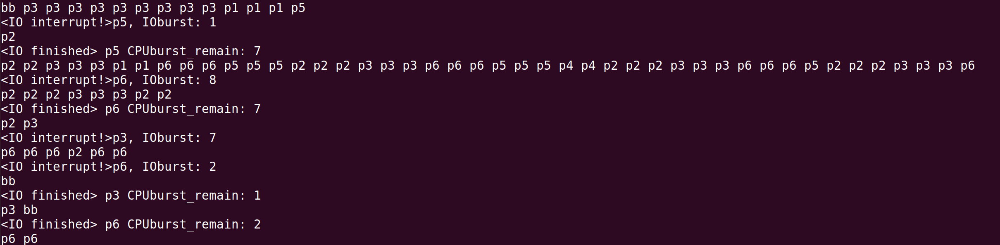 bb p3 p3 p3 p3 p3 p3 p3 p3 p3 p1 p1 p1 p5
<IO interrupt!>p5, IOburst: 1
p2
<IO finished> p5 CPUburst_remain: 7
p2 p2 p3 p3 p3 p1 p1 p6 p6 p6 p5 p5 p5 p2 p2 p2 p3 p3 p3 p6 p6 p6 p5 p5 p5 p4 p4 p2 p2 p2 p3 p3 p3 p6 p6 p6 p5 p2 p2 p2 p3 p3 p3 p6
<IO interrupt!>p6, IOburst: 8
p2 p2 p2 p3 p3 p3 p2 p2
<IO finished> p6 CPUburst_remain: 7
p2 p3
<IO interrupt!>p3, IOburst: 7
p6 p6 p6 p2 p6 p6
<IO interrupt!>p6, IOburst: 2
bb
<IO finished> p3 CPUburst_remain: 1
p3 bb
<IO finished> p6 CPUburst_remain: 2
p6 p6